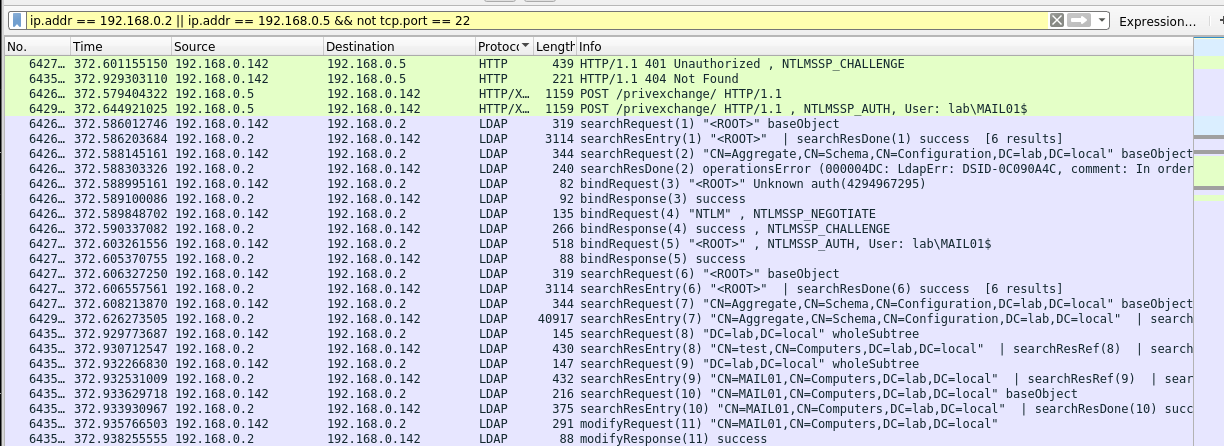 ip.addr == 192.168.0.2 || ip.addr == 192.168.0.5 && not tcp.port == 22 Expression…
No. Time Source Destination Protoco Length Info
6427… 372.601155150 192.168.0.142 192.168.0.5 HTTP 439 HTTP/1.1 401 Unauthorized , NTLMSSP_CHALLENGE
6435… 372.929303110 192.168.0.142 192.168.0.5 HTTP 221 HTTP/1.1 404 Not Found
6426… 372.579404322 192.168.0.5 192.168.0.142 HTTP/X… 1159 POST /privexchange/ HTTP/1.1
6429… 372.644921025 192.168.0.5 192.168.0.142 HTTP/X… 1159 POST /privexchange/ HTTP/1.1 , NTLMSSP_AUTH, User: lab\MAIL01$
6426… 372.586012746 192.168.0.142 192.168.0.2 LDAP 319 searchRequest(1) "<ROOT>" baseObject
6426… 372.586203684 192.168.0.2 192.168.0.142 LDAP 3114 searchResEntry(1) "<ROOT>" | searchResDone(1) success [6 results]
6426… 372.588145161 192.168.0.142 192.168.0.2 LDAP 344 searchRequest(2) "CN=Aggregate,CN=Schema,CN=Configuration,DC=lab,DC=local" baseObject
6426… 372.588303326 192.168.0.2 192.168.0.142 LDAP 240 searchResDone(2) operationsError (000004DC: LdapErr: DSID-0C090A4C, comment: In order
6426… 372.588995161 192.168.0.142 192.168.0.2 LDAP 82 bindRequest(3) "<ROOT>" Unknown auth(4294967295)
6426… 372.589100086 192.168.0.2 192.168.0.142 LDAP 92 bindResponse(3) success
6426… 372.589848702 192.168.0.142 192.168.0.2 LDAP 135 bindRequest(4) "NTLM" , NTLMSSP_NEGOTIATE
6426… 372.590337082 192.168.0.2 192.168.0.142 LDAP 266 bindResponse(4) success , NTLMSSP_CHALLENGE
6427… 372.603261556 192.168.0.142 192.168.0.2 LDAP 518 bindRequest(5) "<ROOT>" , NTLMSSP_AUTH, User: lab\MAIL01$
6427… 372.605370755 192.168.0.2 192.168.0.142 LDAP 88 bindResponse(5) success
6427… 372.606327250 192.168.0.142 192.168.0.2 LDAP 319 searchRequest(6) "<ROOT>" baseObject
6427… 372.606557561 192.168.0.2 192.168.0.142 LDAP 3114 searchResEntry(6) "<ROOT>" | searchResDone(6) success [6 results]
6427… 372.608213870 192.168.0.142 192.168.0.2 LDAP 344 searchRequest(7) "CN=Aggregate,CN=Schema,CN=Configuration,DC=lab,DC=local" baseObject
6429… 372.626273505 192.168.0.2 192.168.0.142 LDAP 40917 searchResEntry(7) "CN=Aggregate,CN=Schema,CN=Configuration,DC=lab,DC=local" | search
6435… 372.929773687 192.168.0.142 192.168.0.2 LDAP 145 searchRequest(8) "DC=lab,DC=local" wholeSubtree
6435… 372.930712547 192.168.0.2 192.168.0.142 LDAP 430 searchResEntry(8) "CN=test,CN=Computers,DC=lab,DC=local" | searchResRef(8) | search
6435… 372.932266830 192.168.0.142 192.168.0.2 LDAP 147 searchRequest(9) "DC=lab,DC=local" wholeSubtree
6435… 372.932531009 192.168.0.2 192.168.0.142 LDAP 432 searchResEntry(9) "CN=MAIL01,CN=Computers,DC=lab,DC=local" | searchResRef(9) | sear
6435… 372.933629718 192.168.0.142 192.168.0.2 LDAP 216 searchRequest(10) "CN=MAIL01,CN=Computers,DC=lab,DC=local" baseObject
6435… 372.933930967 192.168.0.2 192.168.0.142 LDAP 375 searchResEntry(10) "CN=MAIL01,CN=Computers,DC=lab,DC=local" | searchResDone(10) succ
6435… 372.935766503 192.168.0.142 192.168.0.2 LDAP 291 modifyRequest(11) "CN=MAIL01,CN=Computers,DC=lab,DC=local"
6435… 372.938255555 192.168.0.2 192.168.0.142 LDAP 88 modifyResponse(11) success